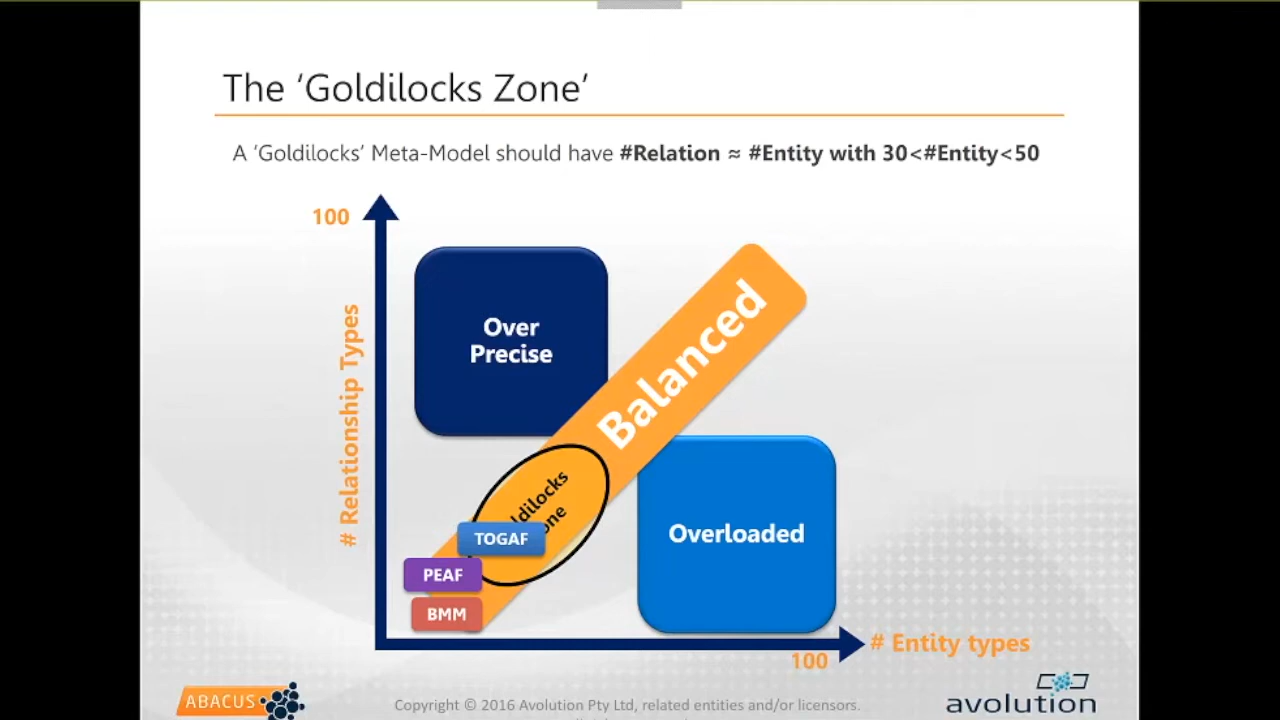 The ‘Goldilocks Zone’
A ‘Goldilocks’ Meta-Model should have #Relation ≈ #Entity with 30<#Entity<50
100
# Relationship Types
Over
Precise
Balanced
TOGAF
PEAF
BMM
Overloaded
100
# Entity types
ABACUS
Copyright © 2016 Avolution Pty Ltd, related entities and/or licensors.
avolution